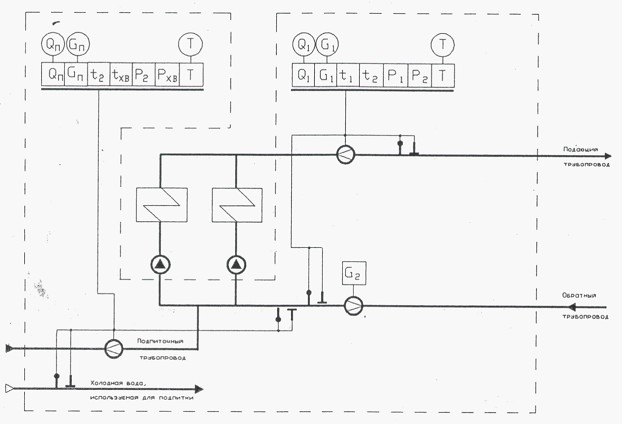 Qп Gп T
Qп Gп t2 tхв P2 Pхв T
Q1 G1 T
Q1 G1 t1 t2 P1 P2 T
Подающий
трубопровод
G2
Обратный
трубопровод
Подпиточный
трубопровод
Холодная вода,
используемая для подпитки